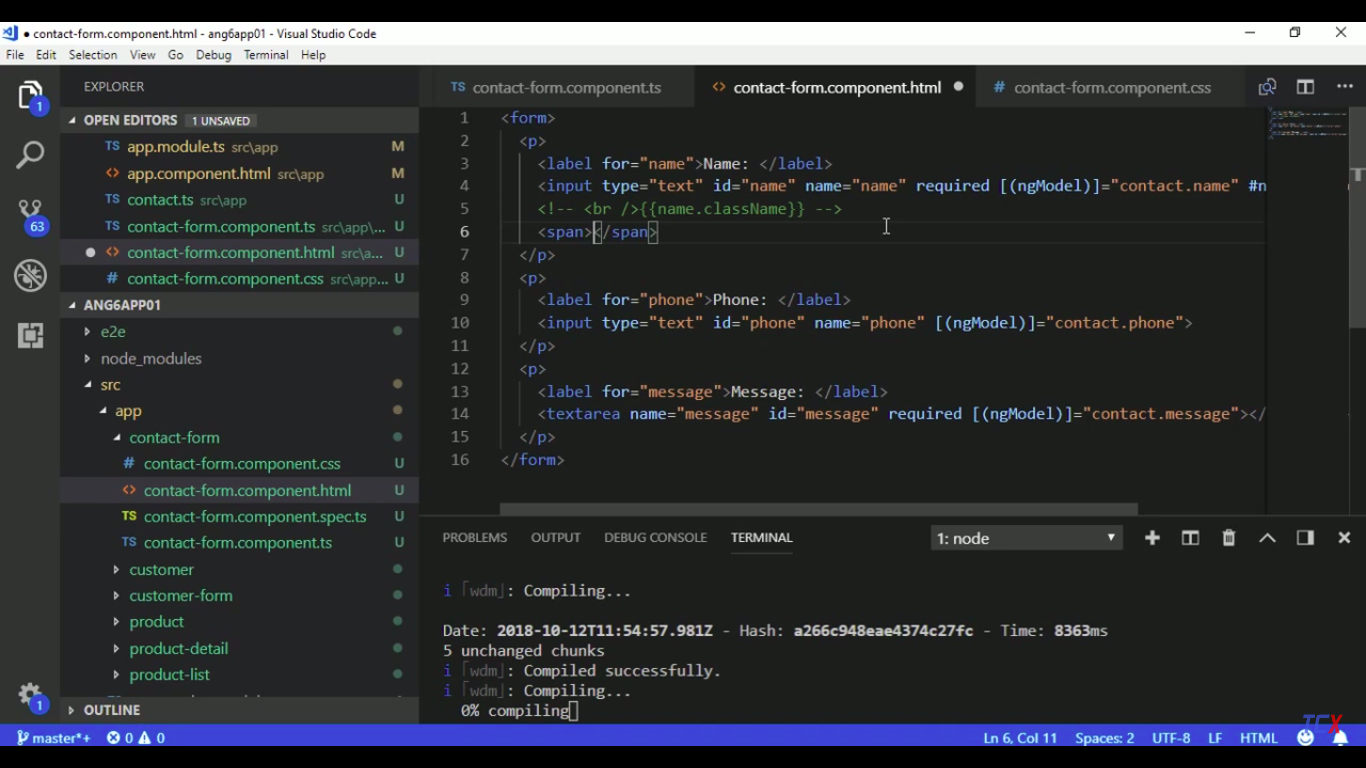 ● contact-form.component.html - ang6app01 - Visual Studio Code
File Edit Selection View Go Debug Terminal Help
EXPLORER
TS contact-form.component.ts <> contact-form.component.html ● # contact-form.component.css
OPEN EDITORS 1 UNSAVED
TS app.module.ts src\app M
<> app.component.html src\app M
TS contact.ts src\app U
TS contact-form.component.ts src\app\... U
● <> contact-form.component.html src\a... U
# contact-form.component.css src\app... U
ANG6APP01
e2e
node_modules
src
app
contact-form
# contact-form.component.css U
<> contact-form.component.html U
TS contact-form.component.spec.ts U
TS contact-form.component.ts U
customer
customer-form
product
product-detail
product-list
OUTLINE
1
63
1
1 <form>
2 <p>
3 <label for="name">Name: </label>
4 <input type="text" id="name" name="name" required [(ngModel)]="contact.name" #n
5 <!-- <br />{{name.className}} -->
6 <span></span>
7 </p>
8 <p>
9 <label for="phone">Phone: </label>
10 <input type="text" id="phone" name="phone" [(ngModel)]="contact.phone">
11 </p>
12 <p>
13 <label for="message">Message: </label>
14 <textarea name="message" id="message" required [(ngModel)]="contact.message"></
15 </p>
16 </form>
PROBLEMS OUTPUT DEBUG CONSOLE TERMINAL 1: node
i ｢wdm｣: Compiling...
Date: 2018-10-12T11:54:57.981Z - Hash: a266c948eae4374c27fc - Time: 8363ms
5 unchanged chunks
i ｢wdm｣: Compiled successfully.
i ｢wdm｣: Compiling...
0% compiling
master*+ 0 0 Ln 6, Col 11 Spaces: 2 UTF-8 LF HTML